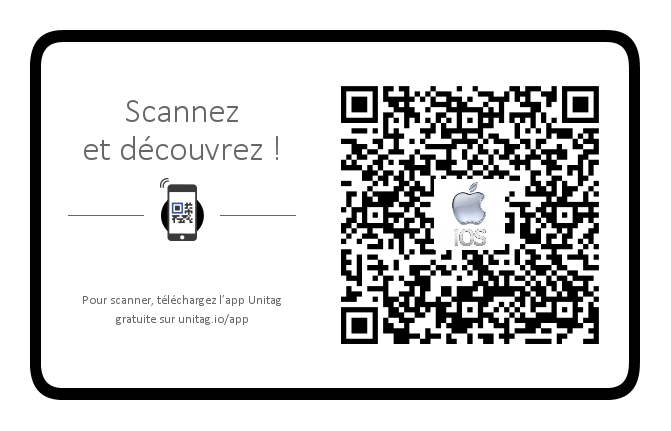 Scannez
et découvrez !
Pour scanner, téléchargez l'app Unitag
gratuite sur unitag.io/app
iOS